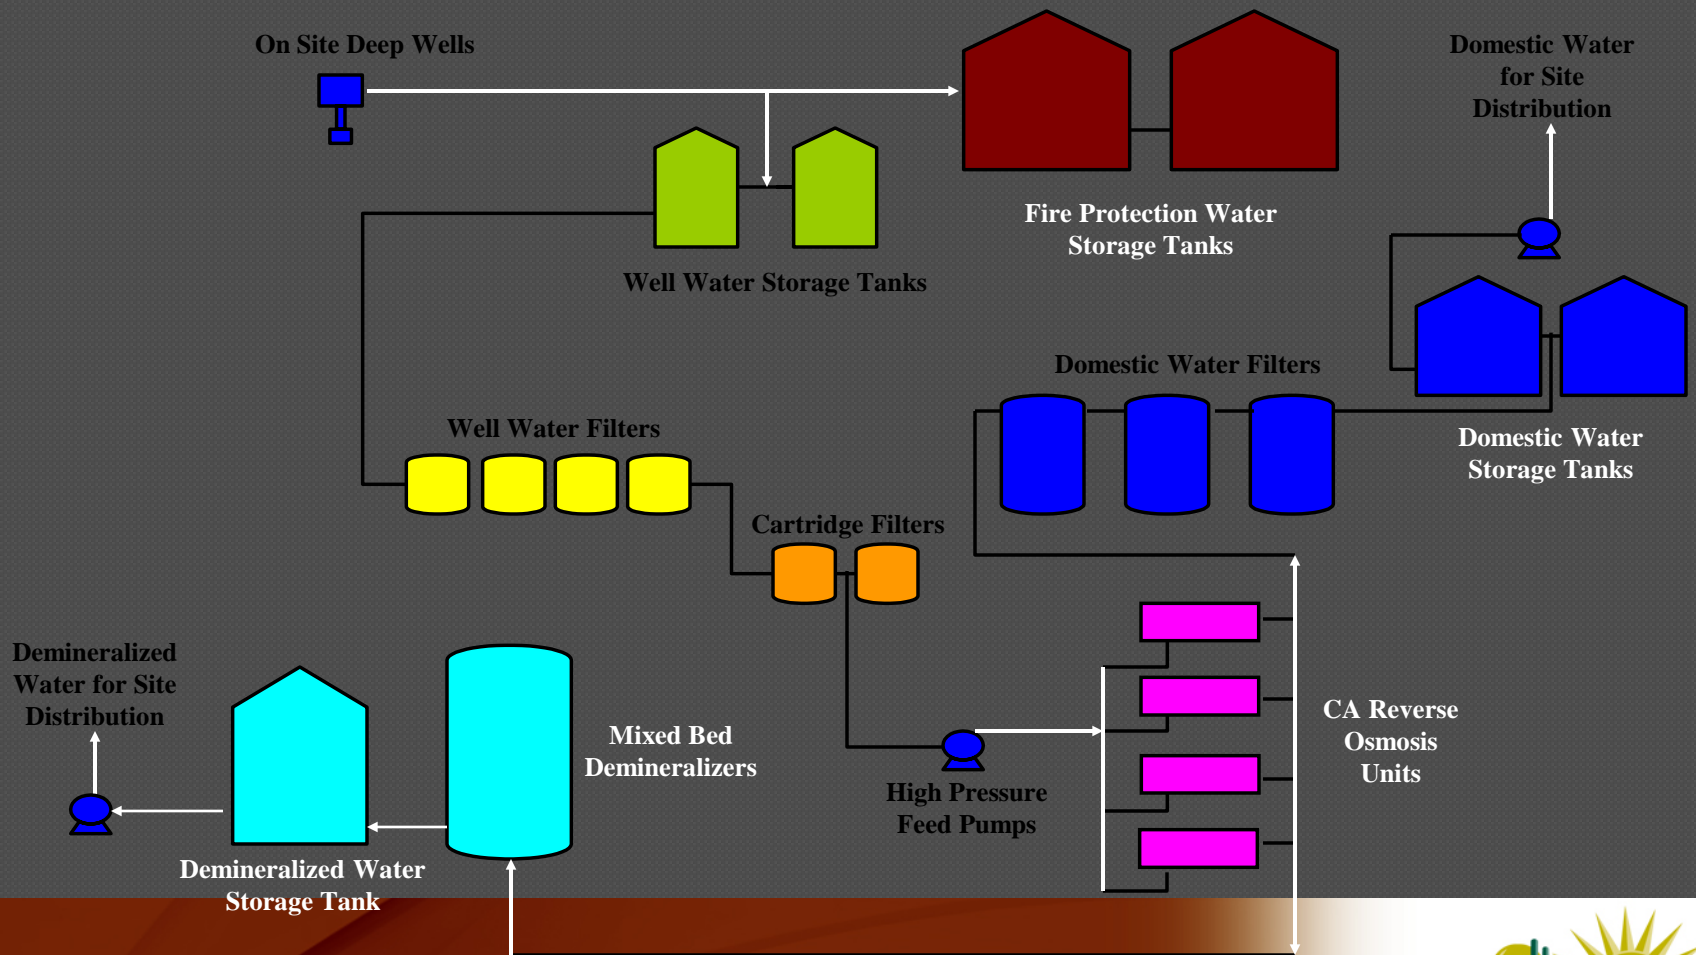 On Site Deep Wells
Domestic Water
for Site
Distribution
Fire Protection Water
Storage Tanks
Well Water Storage Tanks
Domestic Water Filters
Well Water Filters
Domestic Water
Storage Tanks
Cartridge Filters
Demineralized
Water for Site
Distribution
Mixed Bed
Demineralizers
CA Reverse
Osmosis
Units
High Pressure
Feed Pumps
Demineralized Water
Storage Tank